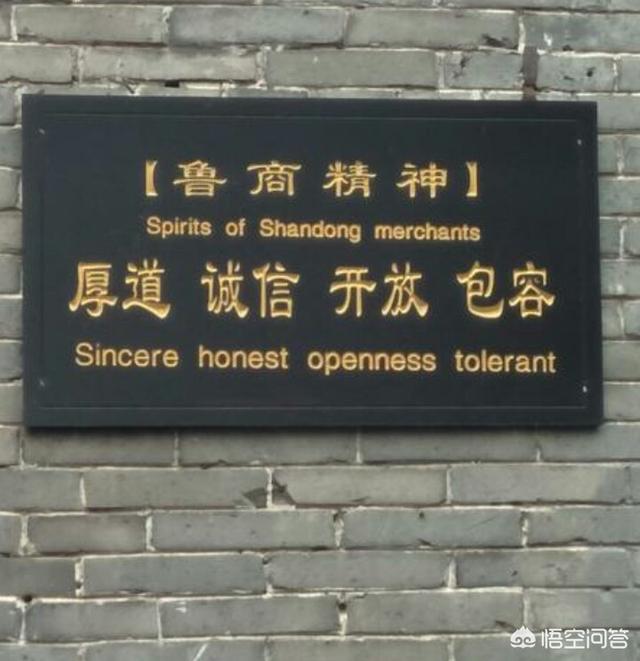 【鲁商精神】
Spirits of Shandong merchants
厚道 诚信 开放 包容
Sincere honest openness tolerant
悟空问答